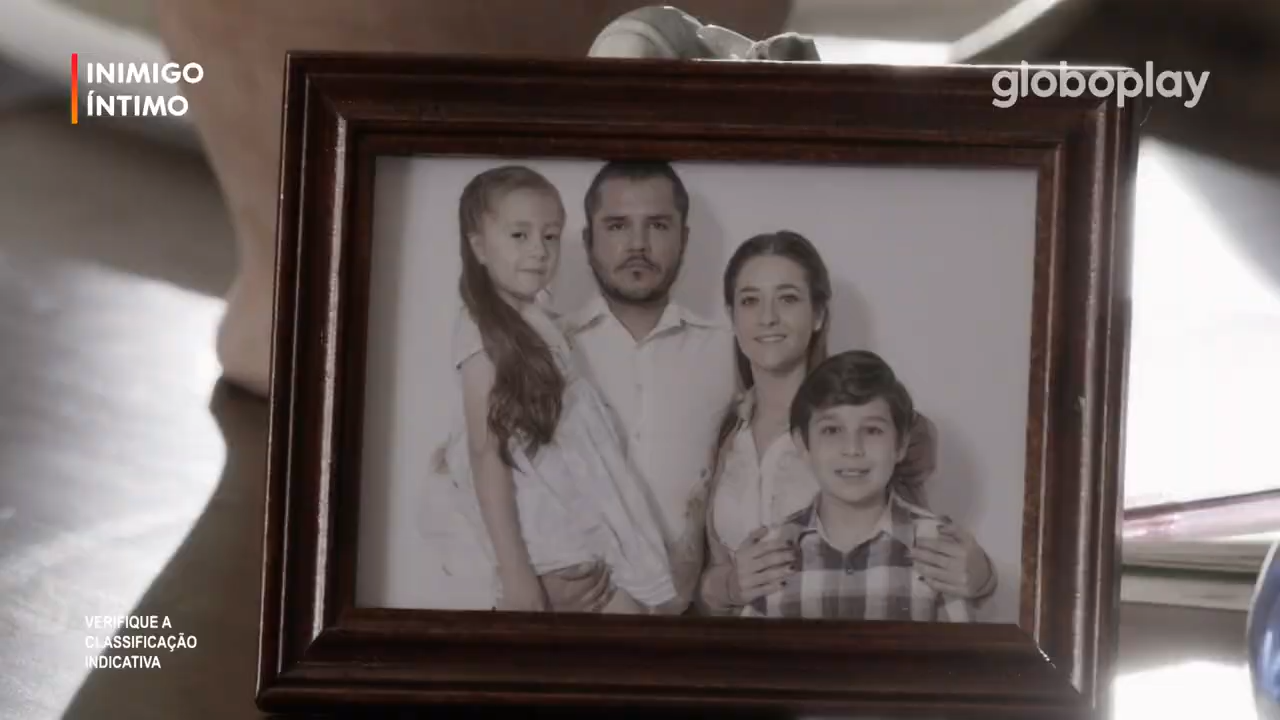 INIMIGO
ÍNTIMO
globoplay
VERIFIQUE A
CLASSIFICAÇÃO
INDICATIVA